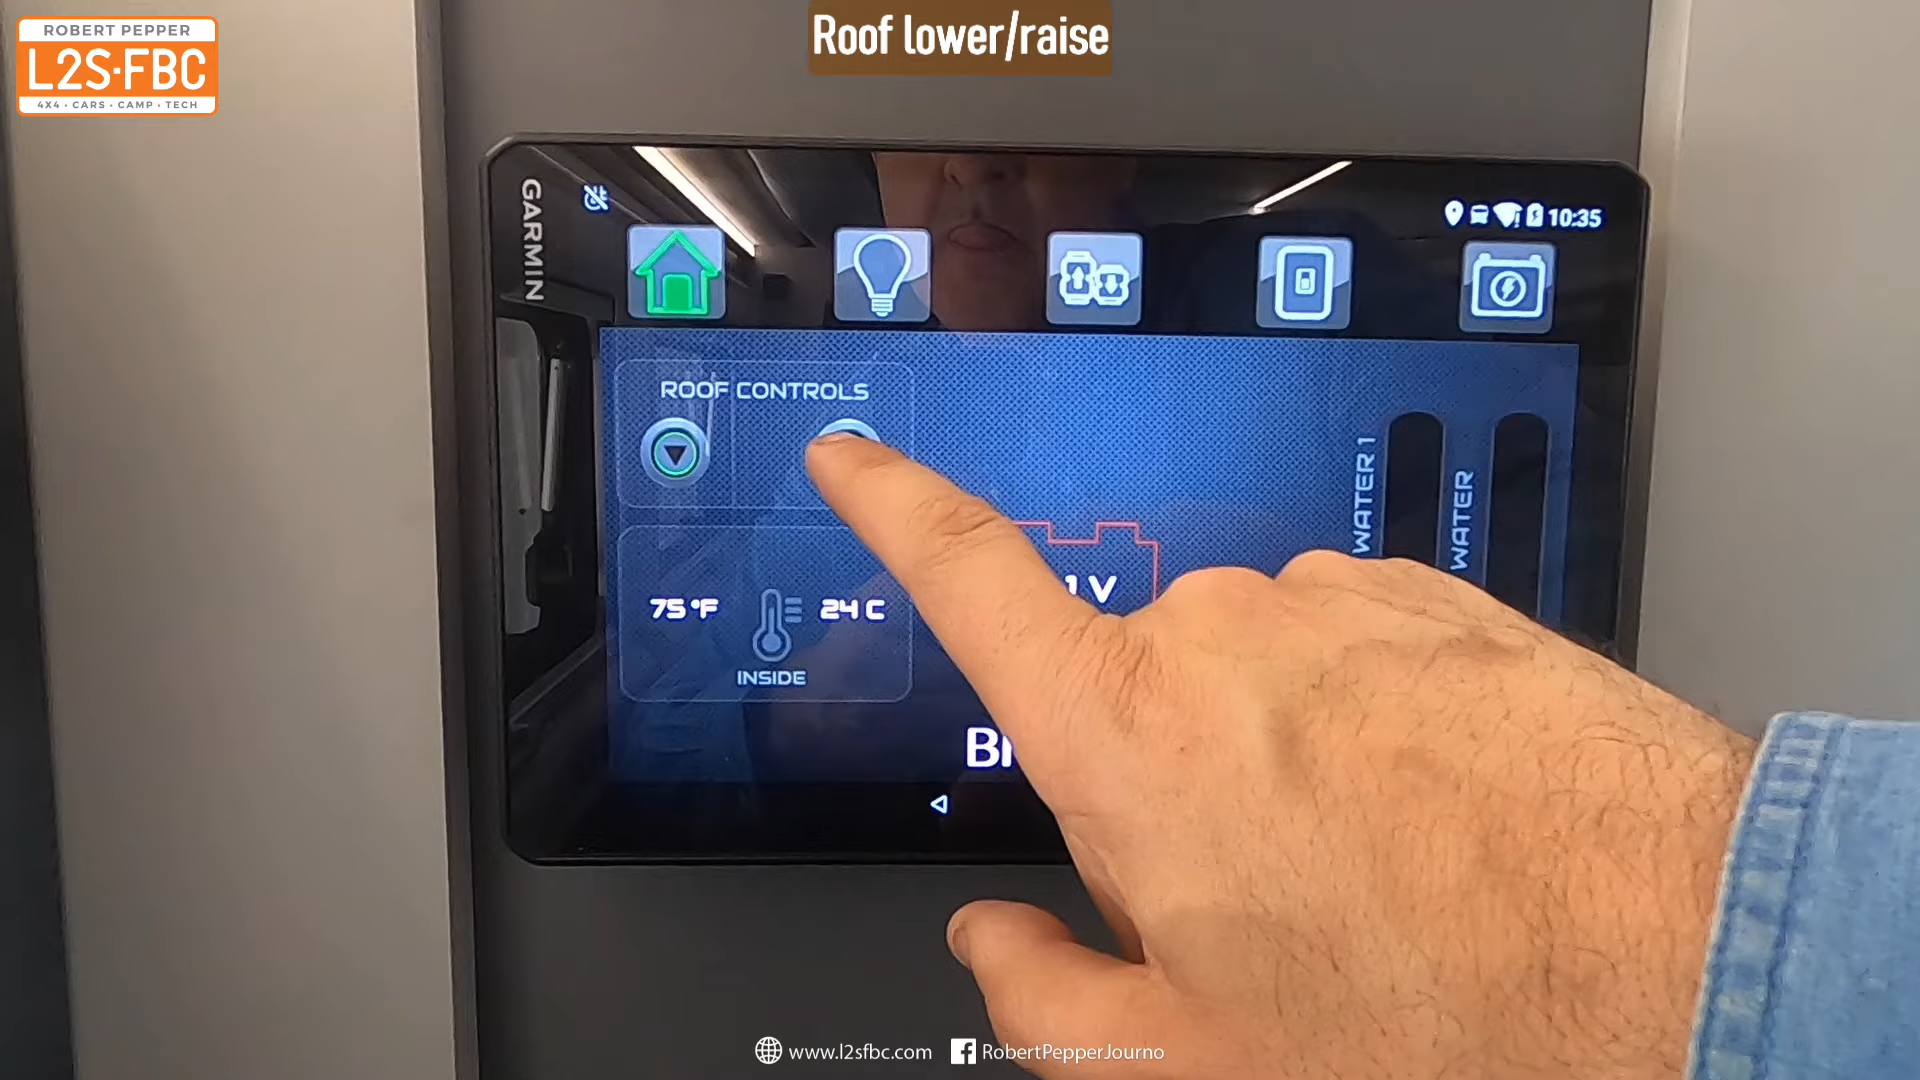 ROBERT PEPPER
L2S·FBC
4X4 · CARS · CAMP · TECH
Roof lower/raise
GARMIN
10:35
ROOF CONTROLS
WATER 1
WATER
1 V
75 °F
24 C
INSIDE
www.l2sfbc.com
RobertPepperJourno